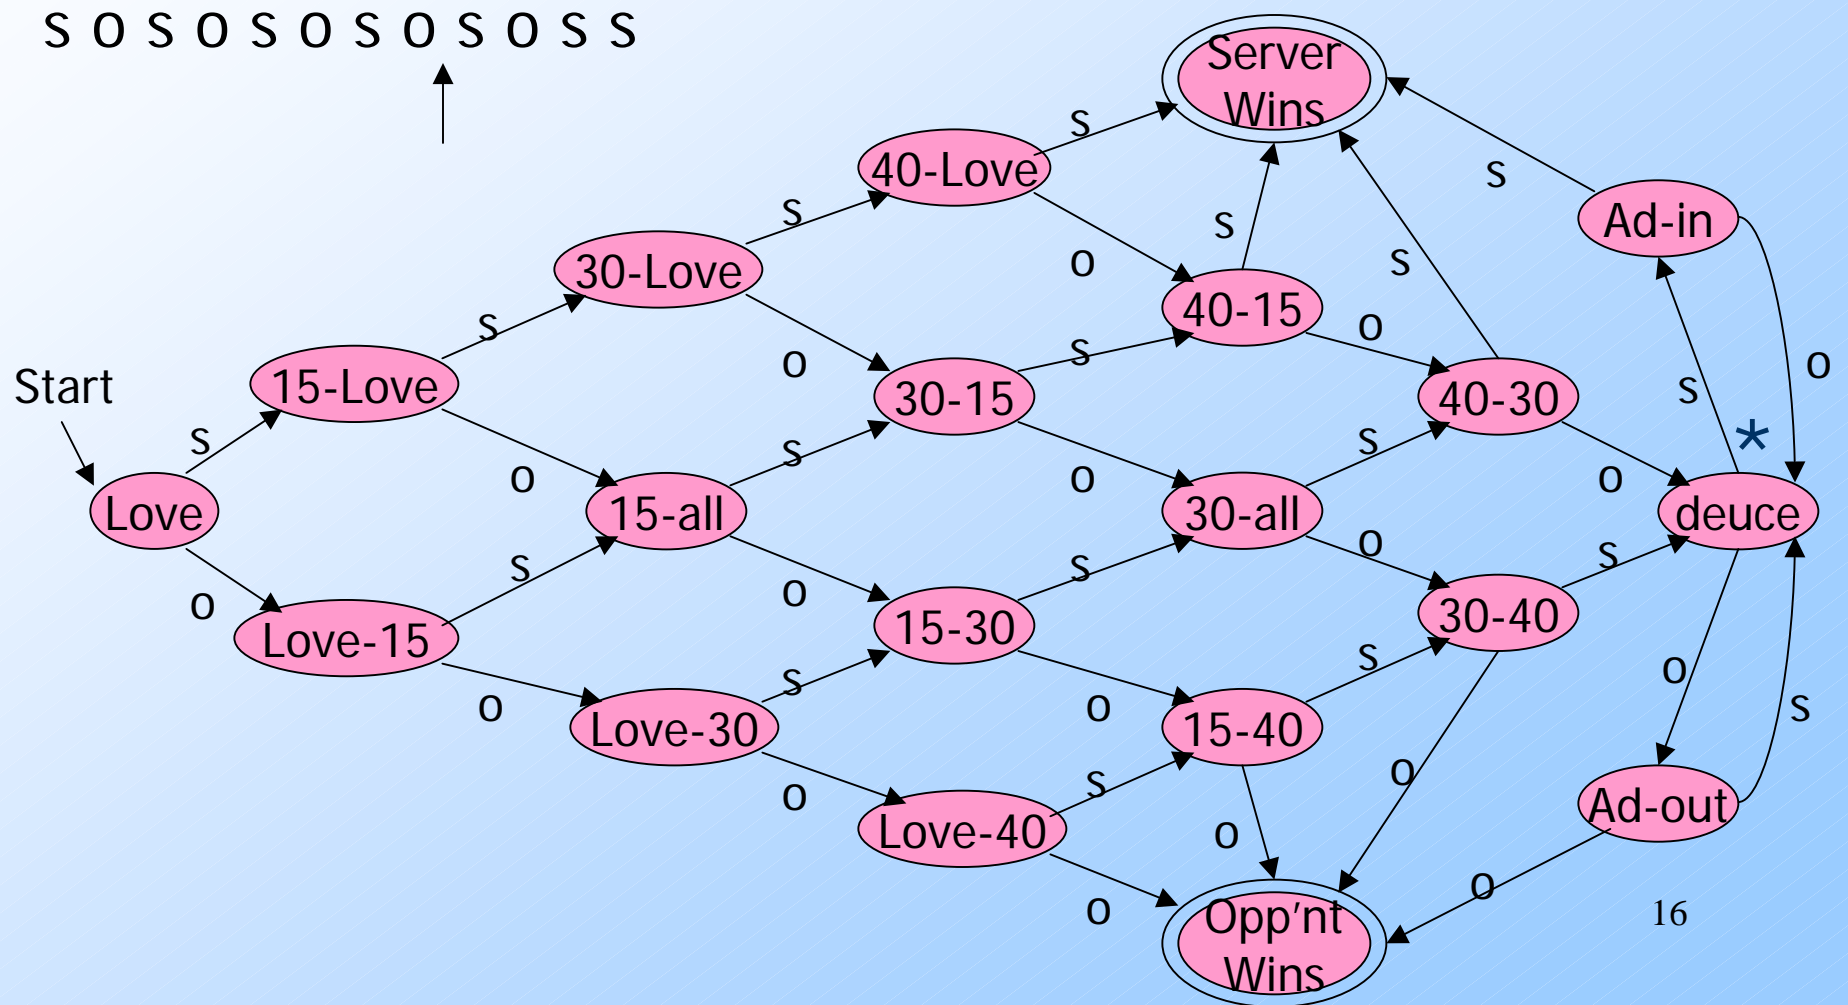 s o s o s o s o s o s s
Server
Wins
s
40-Love
s
Ad-in
s
s
o
s
30-Love
40-15
s
o
s
o
s
o
15-Love
30-15
40-30
s
Start
s
s
s
*
o
o
o
Love
15-all
30-all
deuce
s
o
s
s
o
o
Love-15
15-30
30-40
s
s
o
o
o
s
Love-30
15-40
o
s
o
Ad-out
Love-40
o
o
o
Opp'nt
Wins
16